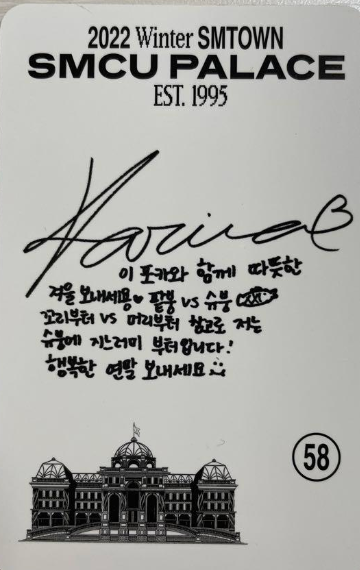 2022 Winter SMTOWN
SMCU PALACE
EST. 1995
Karina
이 포카와 함께 따뜻한
겨울 보내세용♥ 팥붕 vs 슈붕
꼬리부터 vs 머리부터 참고로 저는
슈붕에 지느러미 부터입니다!
행복한 연말 보내세요
58